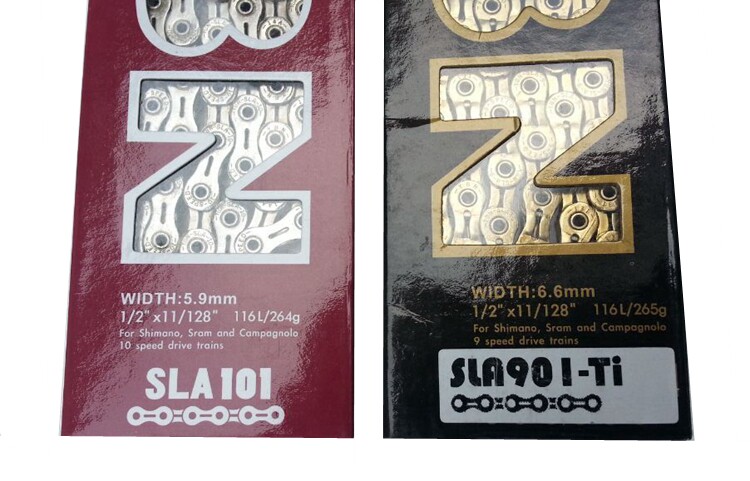 WIDTH:5.9mm
1/2" x11/128" 116L/264g
For Shimano, Sram and Campagnolo
10 speed drive trains
SLA101
WIDTH:6.6mm
1/2" x11/128" 116L/265g
For Shimano, Sram and Campagnolo
9 speed drive trains
SLA901-Ti